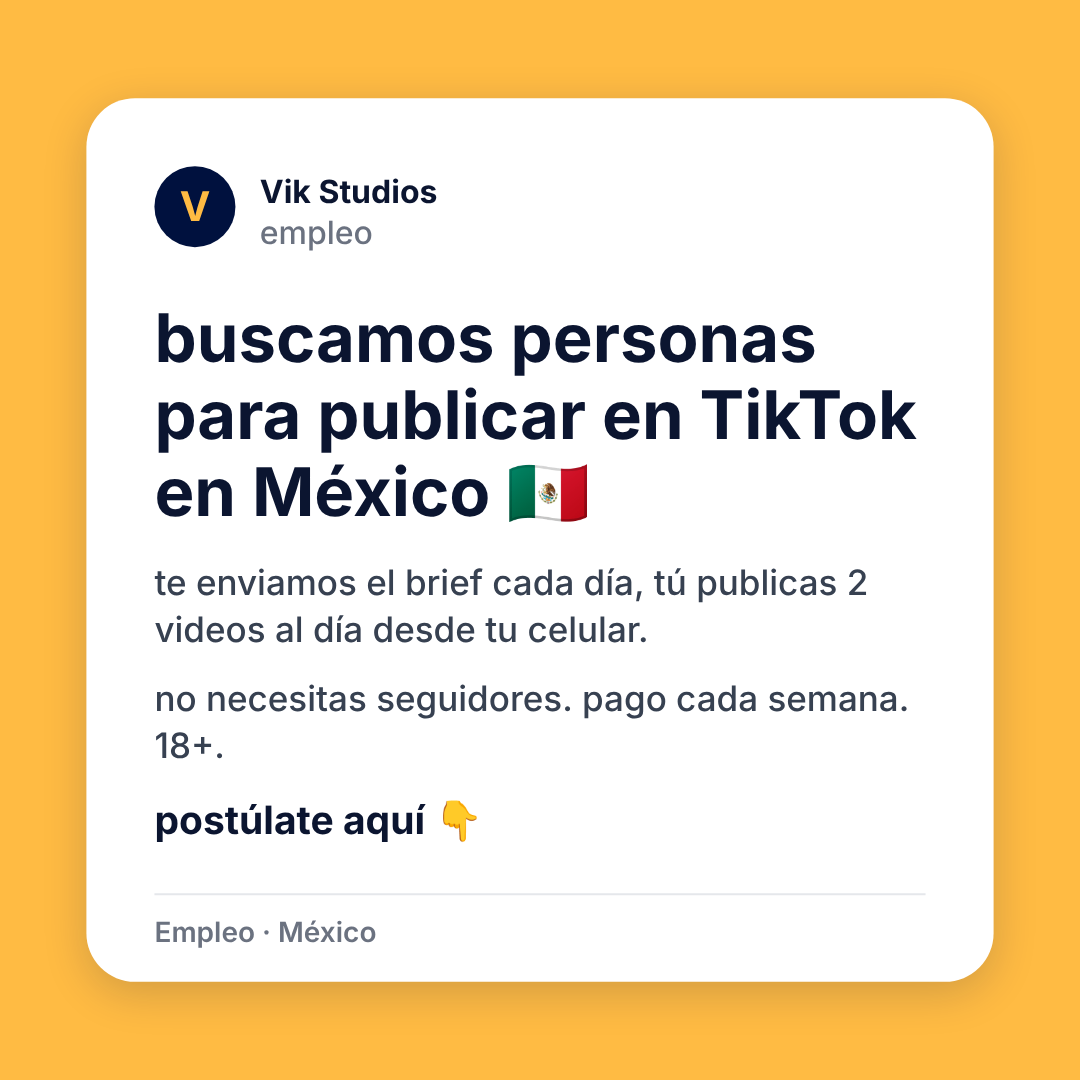 V
Vik Studios
empleo
buscamos personas
para publicar en TikTok
en México 🇲🇽
te enviamos el brief cada día, tú publicas 2
videos al día desde tu celular.
no necesitas seguidores. pago cada semana.
18+.
postúlate aquí 👇
Empleo · México